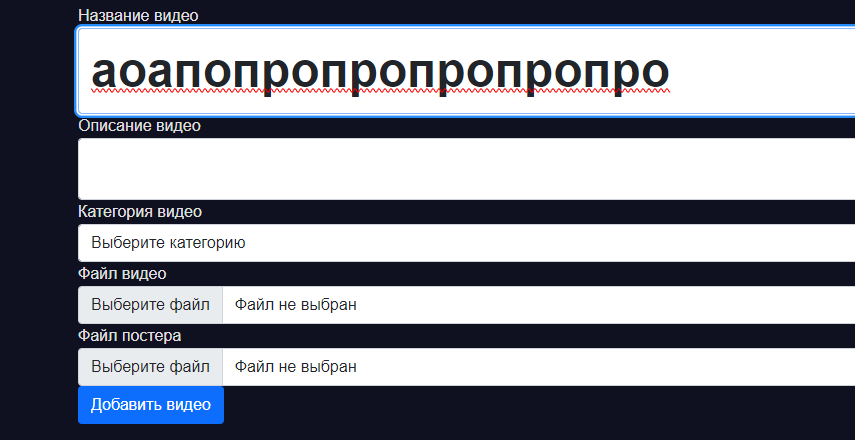 Название видео
аоапопропропропропропро
Описание видео
Категория видео
Выберите категорию
Файл видео
Выберите файл Файл не выбран
Файл постера
Выберите файл Файл не выбран
Добавить видео